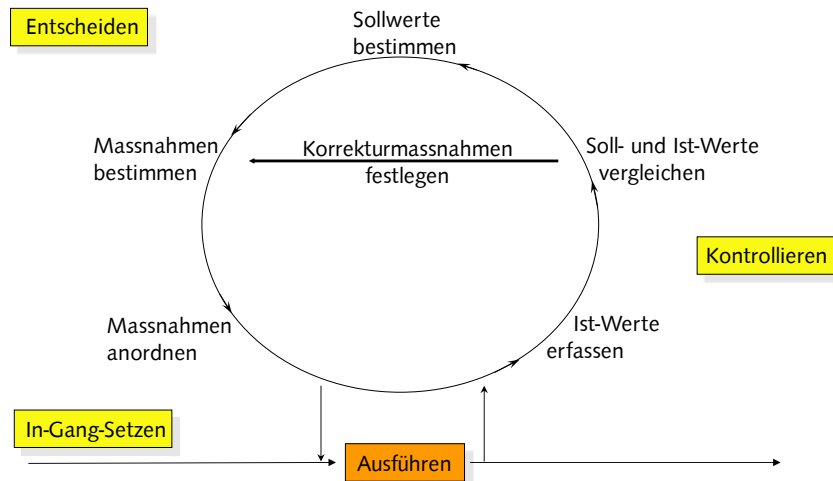 Entscheiden
Sollwerte
bestimmen
Massnahmen
bestimmen
Korrekturmassnahmen
festlegen
Soll- und Ist-Werte
vergleichen
Kontrollieren
Massnahmen
anordnen
Ist-Werte
erfassen
In-Gang-Setzen
Ausführen